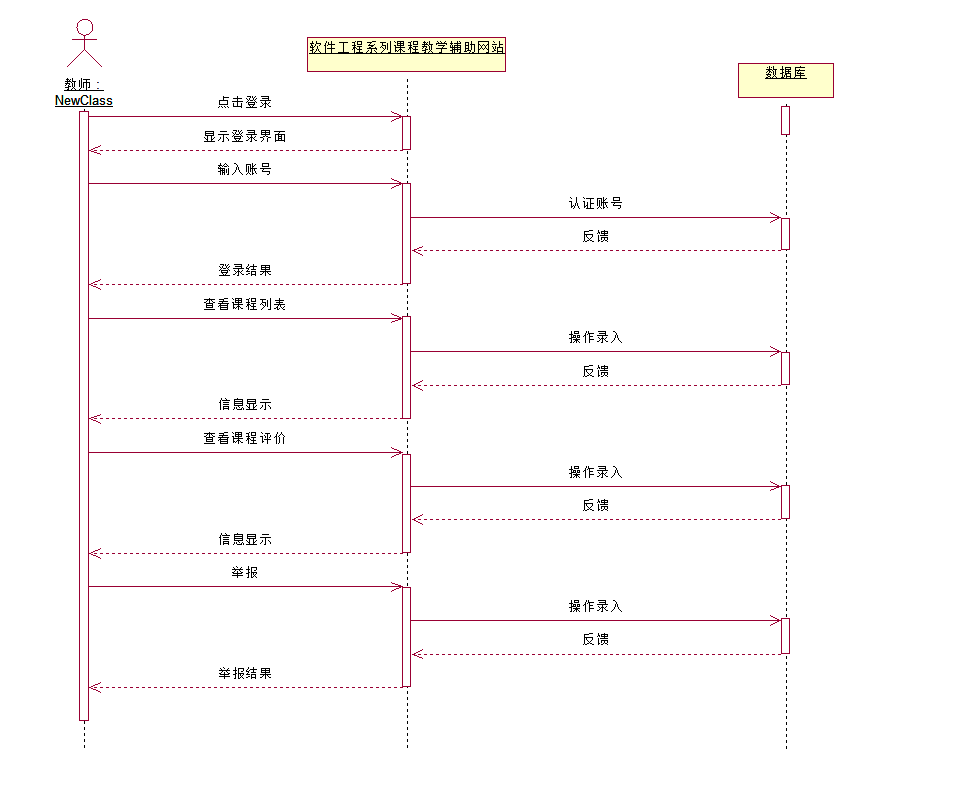 软件工程系列课程教学辅助网站
数据库
教师：
NewClass
点击登录
显示登录界面
输入账号
认证账号
反馈
登录结果
查看课程列表
操作录入
反馈
信息显示
查看课程评价
操作录入
反馈
信息显示
举报
操作录入
反馈
举报结果